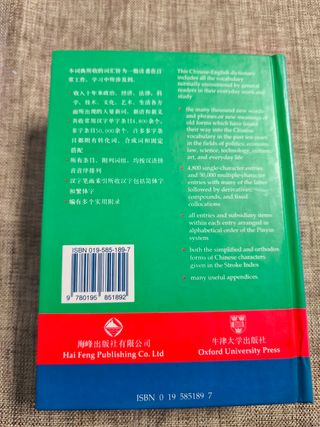 本词典所收的词汇皆为一般读者在日
常工作、学习中所涉及到。
收入十年来政治、经济、法律、科
学、技术、文化、艺术、生活各方
面所出现的大量新词、新语和新义
共收常用汉字单字条目4,800余个、
多字条目50,000余个，许多多字条
目都附有转化词、合成词和固定
搭配
所有条目、附列词组，均按汉语拼
音音序排列
汉字笔画索引所收汉字包括简体字
和繁体字
编有多个实用附录
This Chinese-English dictionary
includes all the vocabulary
normally encountered by general
readers in their everyday work and
study
• the many thousand new words
and phrases or new meanings of
old forms which have found
their way into the Chinese
vocabulary in the past ten years
in the fields of politics, economy,
law, science, technology, culture,
art, and everyday life
• 4,800 single-character entries
and 50,000 multiple-character
entries with many of the latter
followed by derivatives,
compounds, and fixed
collocations
• all entries and subsidiary items
within each entry arranged in
alphabetical order of the Pinyin
system
• both the simplified and orthodox
forms of Chinese characters
given in the Stroke Index
• many useful appendices
ISBN 019-585-189-7
9 780195 851892
海峰出版社有限公司
Hai Feng Publishing Co. Ltd
牛津大学出版社
Oxford University Press
ISBN 0 19 585189 7